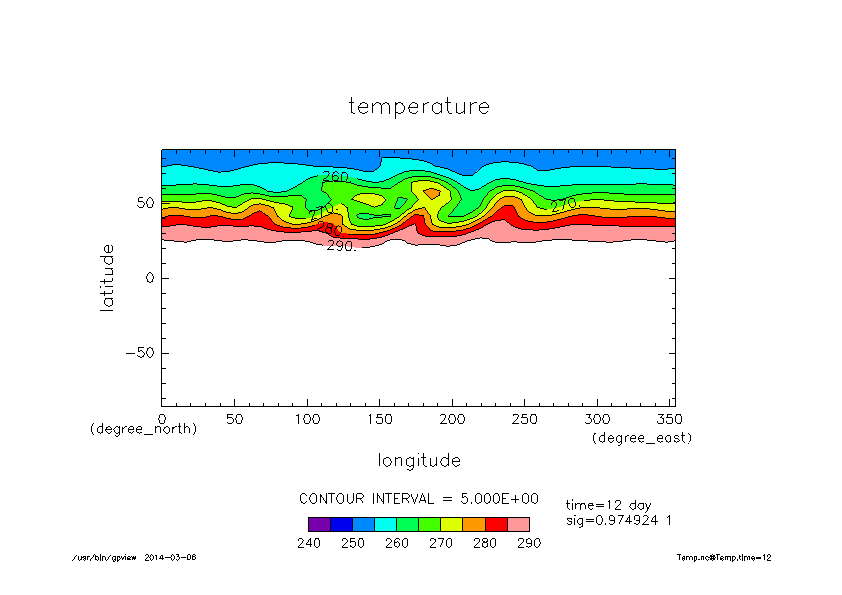 temperature
260.
270.
270.
280.
290.
50
0
−50
latitude
0 50 100 150 200 250 300 350
(degree_north)
(degree_east)
longitude
CONTOUR INTERVAL = 5.000E+00
240 250 260 270 280 290
time=12 day
sig=0.974924 1
/usr/bin/gpview 2014−03−06
Temp.nc@Temp,time=12